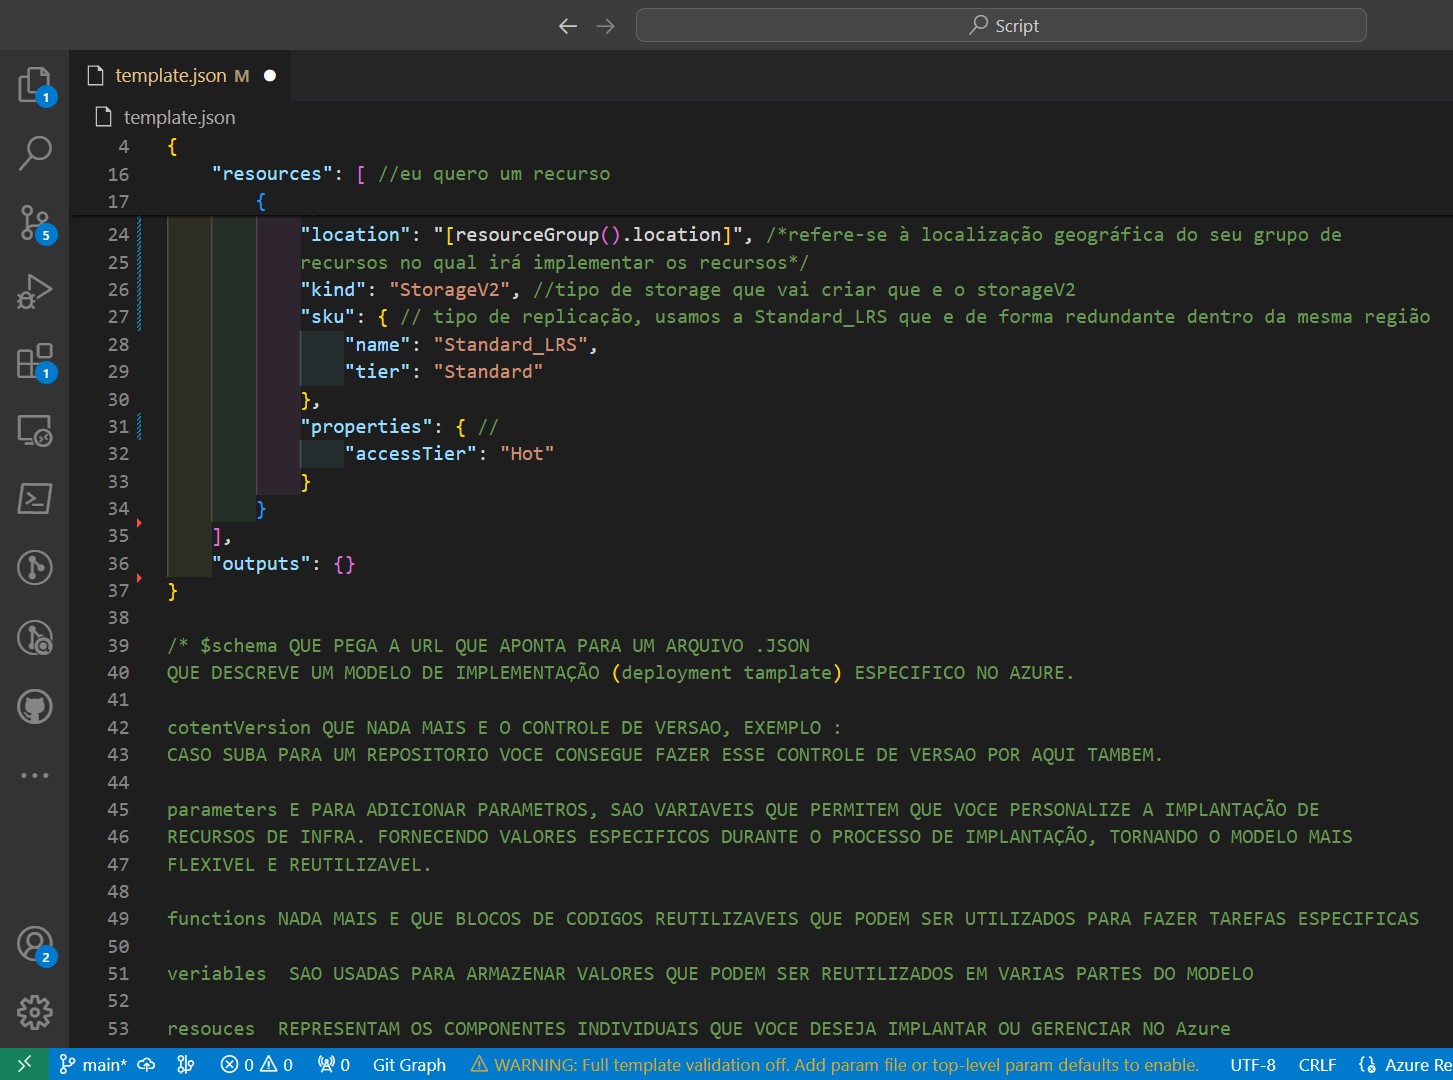 Script
template.json M
template.json
4 {
16 "resources": [ //eu quero um recurso
17 {
24 "location": "[resourceGroup().location]", /*refere-se à localização geográfica do seu grupo de
25 recursos no qual irá implementar os recursos*/
26 "kind": "StorageV2", //tipo de storage que vai criar que e o storageV2
27 "sku": { // tipo de replicação, usamos a Standard_LRS que e de forma redundante dentro da mesma região
28 "name": "Standard_LRS",
29 "tier": "Standard"
30 },
31 "properties": { //
32 "accessTier": "Hot"
33 }
34 }
35 ],
36 "outputs": {}
37 }
38
39 /* $schema QUE PEGA A URL QUE APONTA PARA UM ARQUIVO .JSON
40 QUE DESCREVE UM MODELO DE IMPLEMENTAÇÃO (deployment tamplate) ESPECIFICO NO AZURE.
41
42 cotentVersion QUE NADA MAIS E O CONTROLE DE VERSAO, EXEMPLO :
43 CASO SUBA PARA UM REPOSITORIO VOCE CONSEGUE FAZER ESSE CONTROLE DE VERSAO POR AQUI TAMBEM.
44
45 parameters E PARA ADICIONAR PARAMETROS, SAO VARIAVEIS QUE PERMITEM QUE VOCE PERSONALIZE A IMPLANTAÇÃO DE
46 RECURSOS DE INFRA. FORNECENDO VALORES ESPECIFICOS DURANTE O PROCESSO DE IMPLANTAÇÃO, TORNANDO O MODELO MAIS
47 FLEXIVEL E REUTILIZAVEL.
48
49 functions NADA MAIS E QUE BLOCOS DE CODIGOS REUTILIZAVEIS QUE PODEM SER UTILIZADOS PARA FAZER TAREFAS ESPECIFICAS
50
51 veriables  SAO USADAS PARA ARMAZENAR VALORES QUE PODEM SER REUTILIZADOS EM VARIAS PARTES DO MODELO
52
53 resouces  REPRESENTAM OS COMPONENTES INDIVIDUAIS QUE VOCE DESEJA IMPLANTAR OU GERENCIAR NO Azure
1
5
1
2
main* 0 0 0 Git Graph WARNING: Full template validation off. Add param file or top-level param defaults to enable. UTF-8 CRLF Azure Re